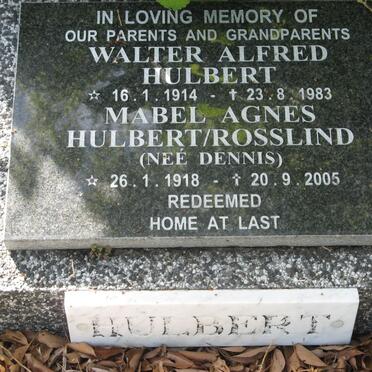 IN LOVING MEMORY OF
OUR PARENTS AND GRANDPARENTS
WALTER ALFRED
HULBERT
☆ 16.1.1914 - † 23.8.1983
MABEL AGNES
HULBERT/ROSSLIND
(NEÉ DENNIS)
☆ 26.1.1918 - † 20.9.2005
REDEEMED
HOME AT LAST
HULBERT